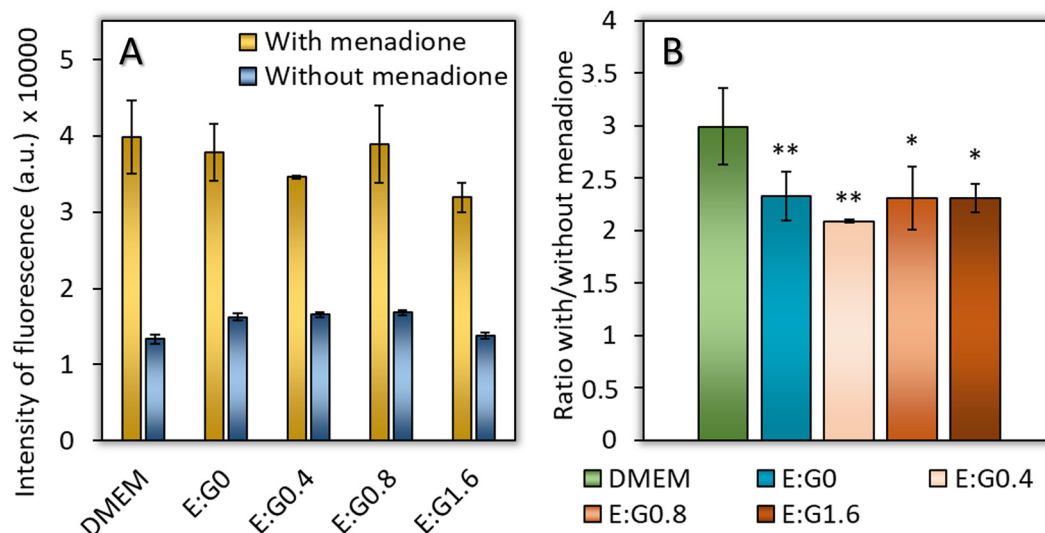 A
With menadione
Without menadione
Intensity of fluorescence (a.u.) x 10000
5
4
3
2
1
0
DMEM
E:G0
E:G0.4
E:G0.8
E:G1.6
B
Ratio with/without menadione
4
3.5
3
2.5
2
1.5
1
0.5
0
**
**
*
*
DMEM
E:G0
E:G0.4
E:G0.8
E:G1.6